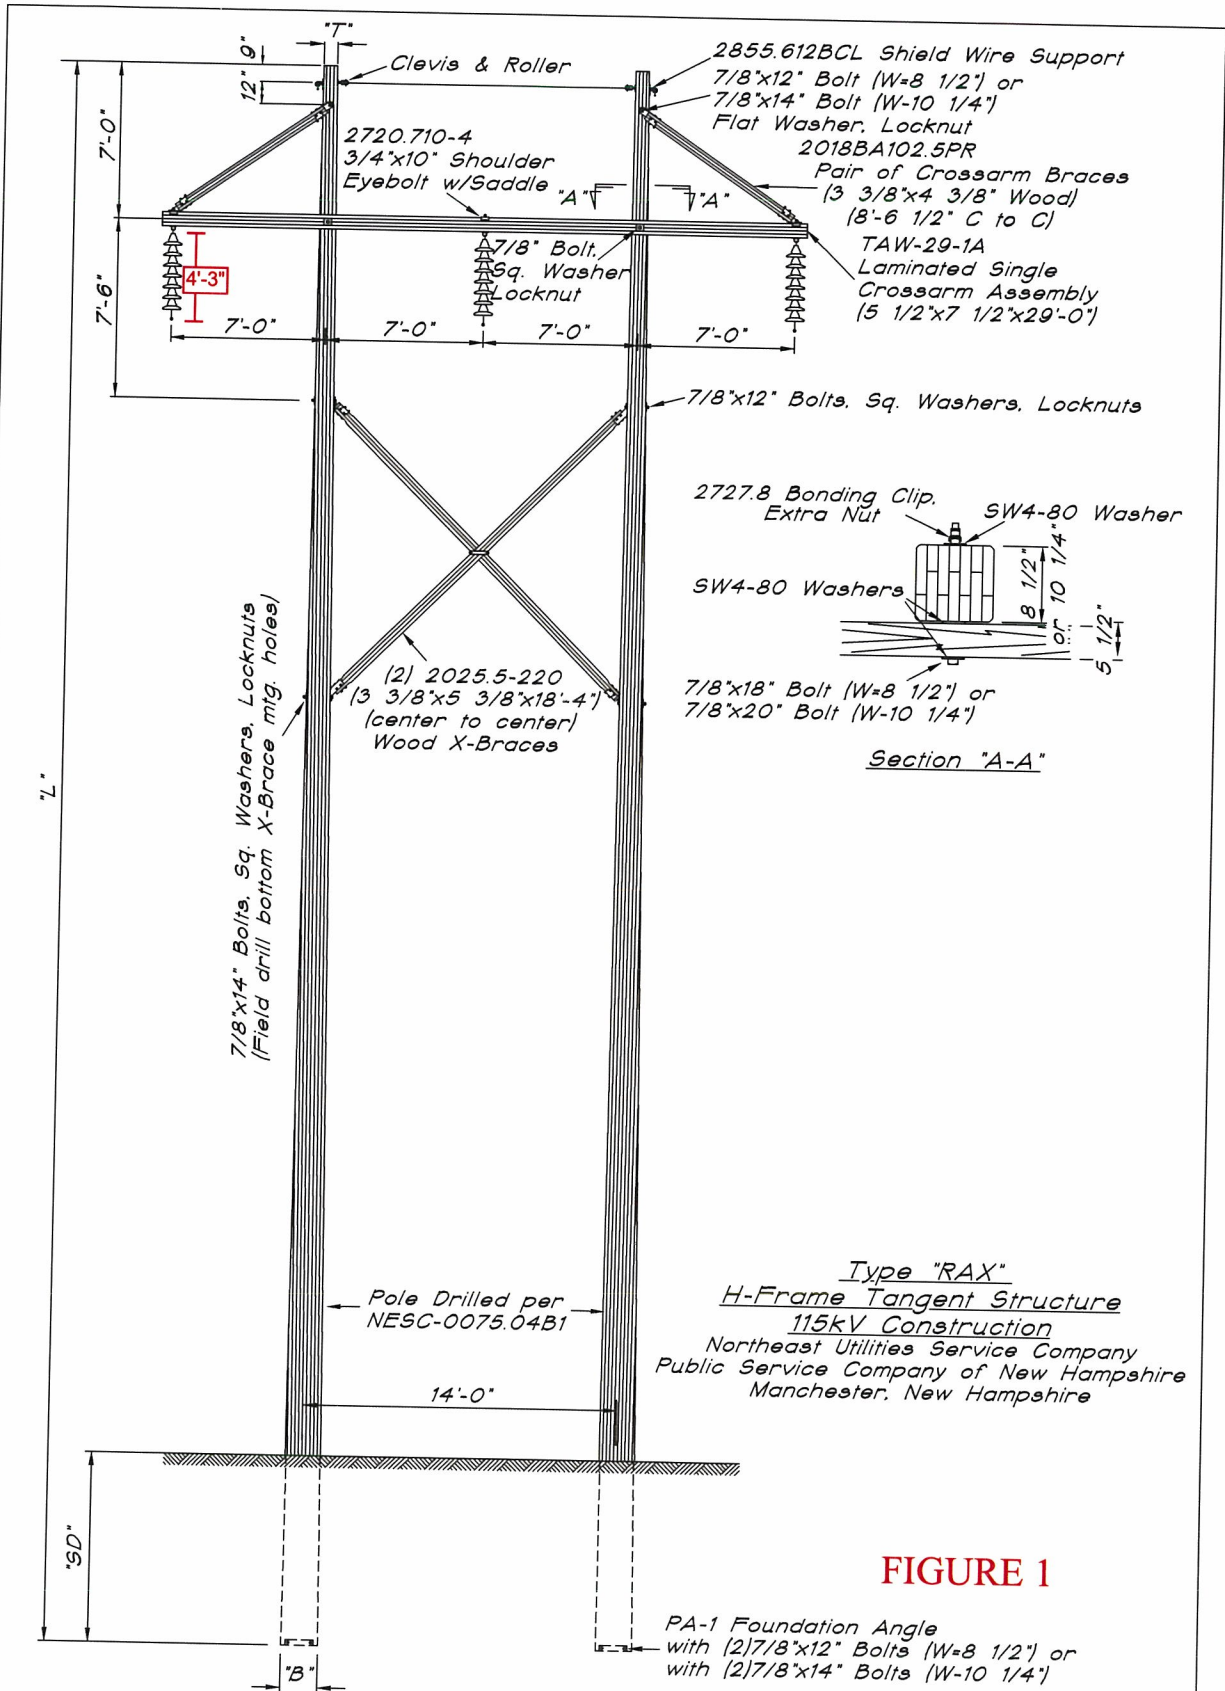 "T"
12" 9"
Clevis & Roller
2855.612BCL Shield Wire Support
7/8"x12" Bolt (W=8 1/2") or
7/8"x14" Bolt (W-10 1/4")
Flat Washer, Locknut
7'-0"
2720.710-4
3/4"x10" Shoulder
Eyebolt w/Saddle
"A" "A"
2018BA102.5PR
Pair of Crossarm Braces
(3 3/8"x4 3/8" Wood)
(8'-6 1/2" C to C)
TAW-29-1A
Laminated Single
Crossarm Assembly
(5 1/2"x7 1/2"x29'-0")
4'-3"
7/8" Bolt,
Sq. Washer
Locknut
7'-6"
7'-0" 7'-0" 7'-0" 7'-0"
7/8"x12" Bolts, Sq. Washers, Locknuts
2727.8 Bonding Clip,
Extra Nut
SW4-80 Washer
SW4-80 Washers
8 1/2"
or 10 1/4"
5 1/2"
7/8"x18" Bolt (W=8 1/2") or
7/8"x20" Bolt (W-10 1/4")
Section "A-A"
(2) 2025.5-220
(3 3/8"x5 3/8"x18'-4")
(center to center)
Wood X-Braces
7/8"x14" Bolts, Sq. Washers, Locknuts
(Field drill bottom X-Brace mtg. holes)
"L"
Pole Drilled per
NESC-0075.04B1
14'-0"
Type "RAX"
H-Frame Tangent Structure
115kV Construction
Northeast Utilities Service Company
Public Service Company of New Hampshire
Manchester, New Hampshire
"SD"
FIGURE 1
PA-1 Foundation Angle
with (2)7/8"x12" Bolts (W=8 1/2") or
with (2)7/8"x14" Bolts (W-10 1/4")
"B"